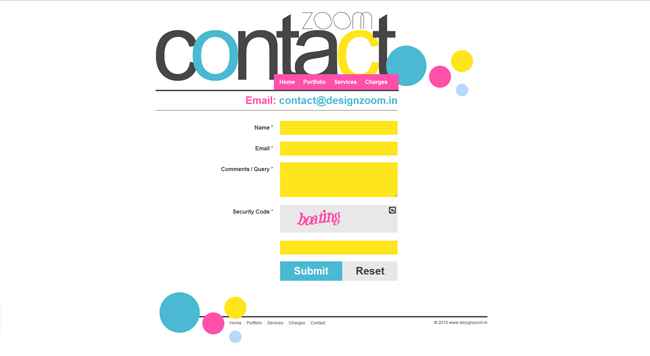 zoom
contact
Home Portfolio Services Charges
Email: contact@designzoom.in
Name *
Email *
Comments / Query *
Security Code *
boating
Submit Reset
Home Portfolio Services Charges Contact
© 2010 www.designzoom.in